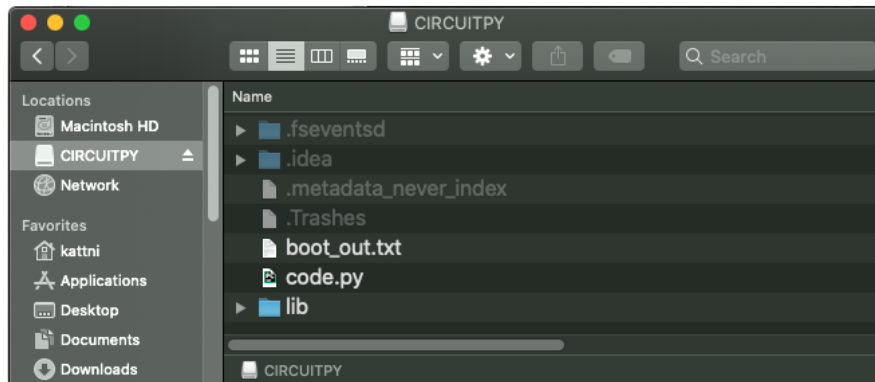 CIRCUITPY
Search
Locations
Macintosh HD
CIRCUITPY
Network
Favorites
kattni
Applications
Desktop
Documents
Downloads
Name
.fseventsd
.idea
.metadata_never_index
.Trashes
boot_out.txt
code.py
lib
CIRCUITPY